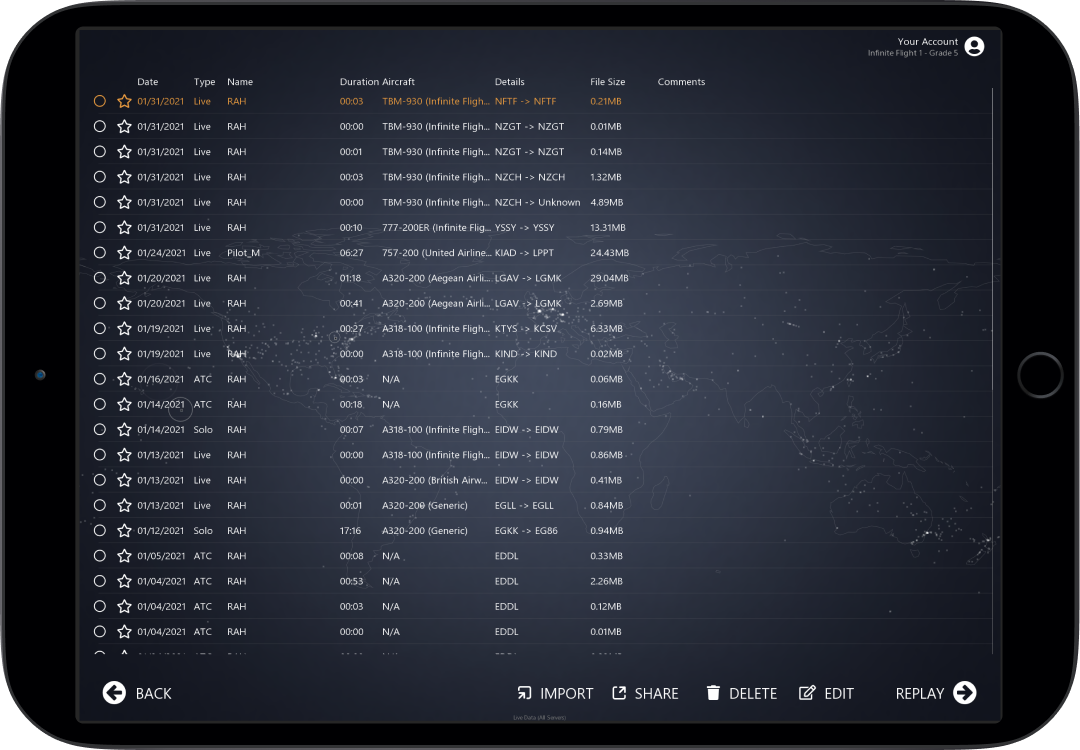 Your Account
Infinite Flight 1 - Grade 5
Date Type Name Duration Aircraft Details File Size Comments
01/31/2021 Live RAH 00:03 TBM-930 (Infinite Fligh... NFTF -> NFTF 0.21MB
01/31/2021 Live RAH 00:00 TBM-930 (Infinite Fligh... NZGT -> NZGT 0.01MB
01/31/2021 Live RAH 00:01 TBM-930 (Infinite Fligh... NZGT -> NZGT 0.14MB
01/31/2021 Live RAH 00:03 TBM-930 (Infinite Fligh... NZCH -> NZCH 1.32MB
01/31/2021 Live RAH 00:00 TBM-930 (Infinite Fligh... NZCH -> Unknown 4.89MB
01/31/2021 Live RAH 00:10 777-200ER (Infinite Flig... YSSY -> YSSY 13.31MB
01/24/2021 Live Pilot_M 06:27 757-200 (United Airline... KIAD -> LPPT 24.43MB
01/20/2021 Live RAH 01:18 A320-200 (Aegean Airli... LGAV -> LGMK 29.04MB
01/20/2021 Live RAH 00:41 A320-200 (Aegean Airli... LGAV -> LGMK 2.69MB
01/19/2021 Live RAH 00:27 A318-100 (Infinite Fligh... KTYS -> KCSV 6.33MB
01/19/2021 Live RAH 00:00 A318-100 (Infinite Fligh... KIND -> KIND 0.02MB
01/16/2021 ATC RAH 00:03 N/A EGKK 0.06MB
01/14/2021 ATC RAH 00:18 N/A EGKK 0.16MB
01/14/2021 Solo RAH 00:07 A318-100 (Infinite Fligh... EIDW -> EIDW 0.79MB
01/13/2021 Live RAH 00:00 A318-100 (Infinite Fligh... EIDW -> EIDW 0.86MB
01/13/2021 Live RAH 00:00 A320-200 (British Airw... EIDW -> EIDW 0.41MB
01/13/2021 Live RAH 00:01 A320-200 (Generic) EGLL -> EGLL 0.84MB
01/12/2021 Solo RAH 17:16 A320-200 (Generic) EGKK -> EG86 0.94MB
01/05/2021 ATC RAH 00:08 N/A EDDL 0.33MB
01/04/2021 ATC RAH 00:53 N/A EDDL 2.26MB
01/04/2021 ATC RAH 00:03 N/A EDDL 0.12MB
01/04/2021 ATC RAH 00:00 N/A EDDL 0.01MB
BACK IMPORT SHARE DELETE EDIT REPLAY
Live Data (All Servers)